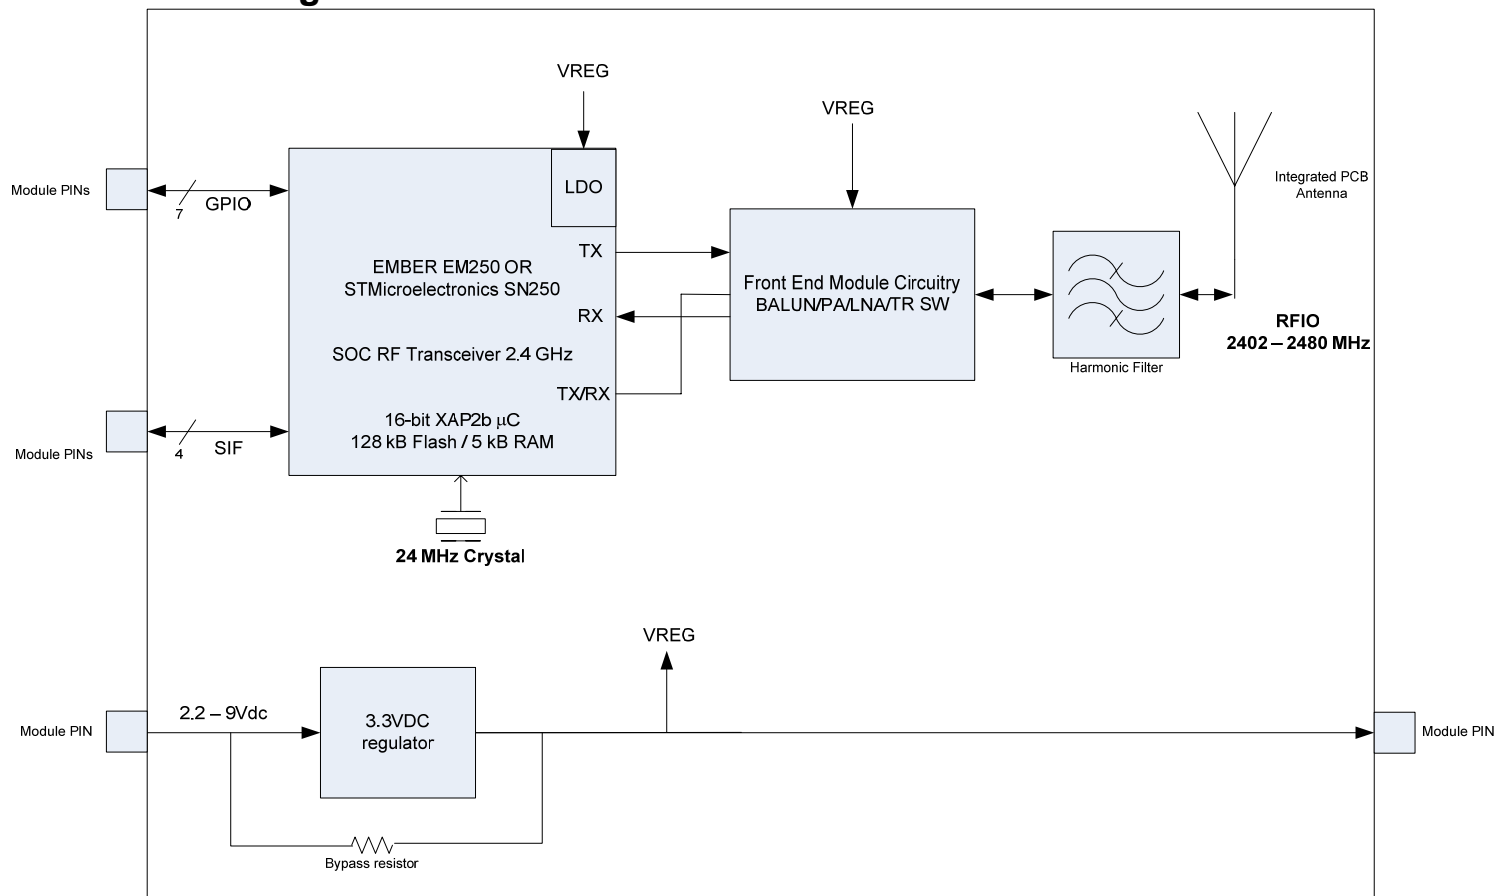 VREG
VREG
Module PINs
7
GPIO
LDO
Integrated PCB
Antenna
TX
EMBER EM250 OR
STMicroelectronics SN250
Front End Module Circuitry
BALUN/PA/LNA/TR SW
RX
RFIO
2402 – 2480 MHz
SOC RF Transceiver 2.4 GHz
Harmonic Filter
TX/RX
16-bit XAP2b µC
128 kB Flash / 5 kB RAM
Module PINs
4
SIF
24 MHz Crystal
VREG
2.2 – 9Vdc
Module PIN
3.3VDC
regulator
Module PIN
Bypass resistor